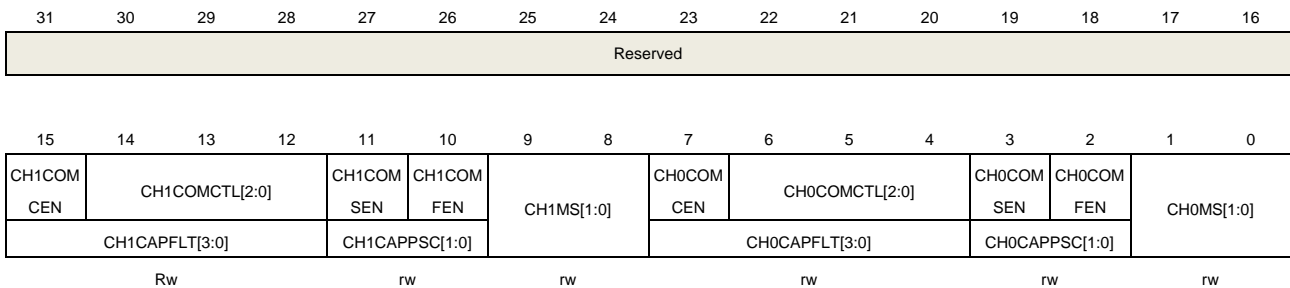 31 30 29 28 27 26 25 24 23 22 21 20 19 18 17 16
Reserved
15 14 13 12 11 10 9 8 7 6 5 4 3 2 1 0
CH1COM CEN CH1COMCTL[2:0] CH1COM SEN CH1COM FEN CH1MS[1:0] CH0COM CEN CH0COMCTL[2:0] CH0COM SEN CH0COM FEN CH0MS[1:0]
CH1CAPFLT[3:0] CH1CAPPSC[1:0] CH0CAPFLT[3:0] CH0CAPPSC[1:0]
Rw rw rw rw rw rw